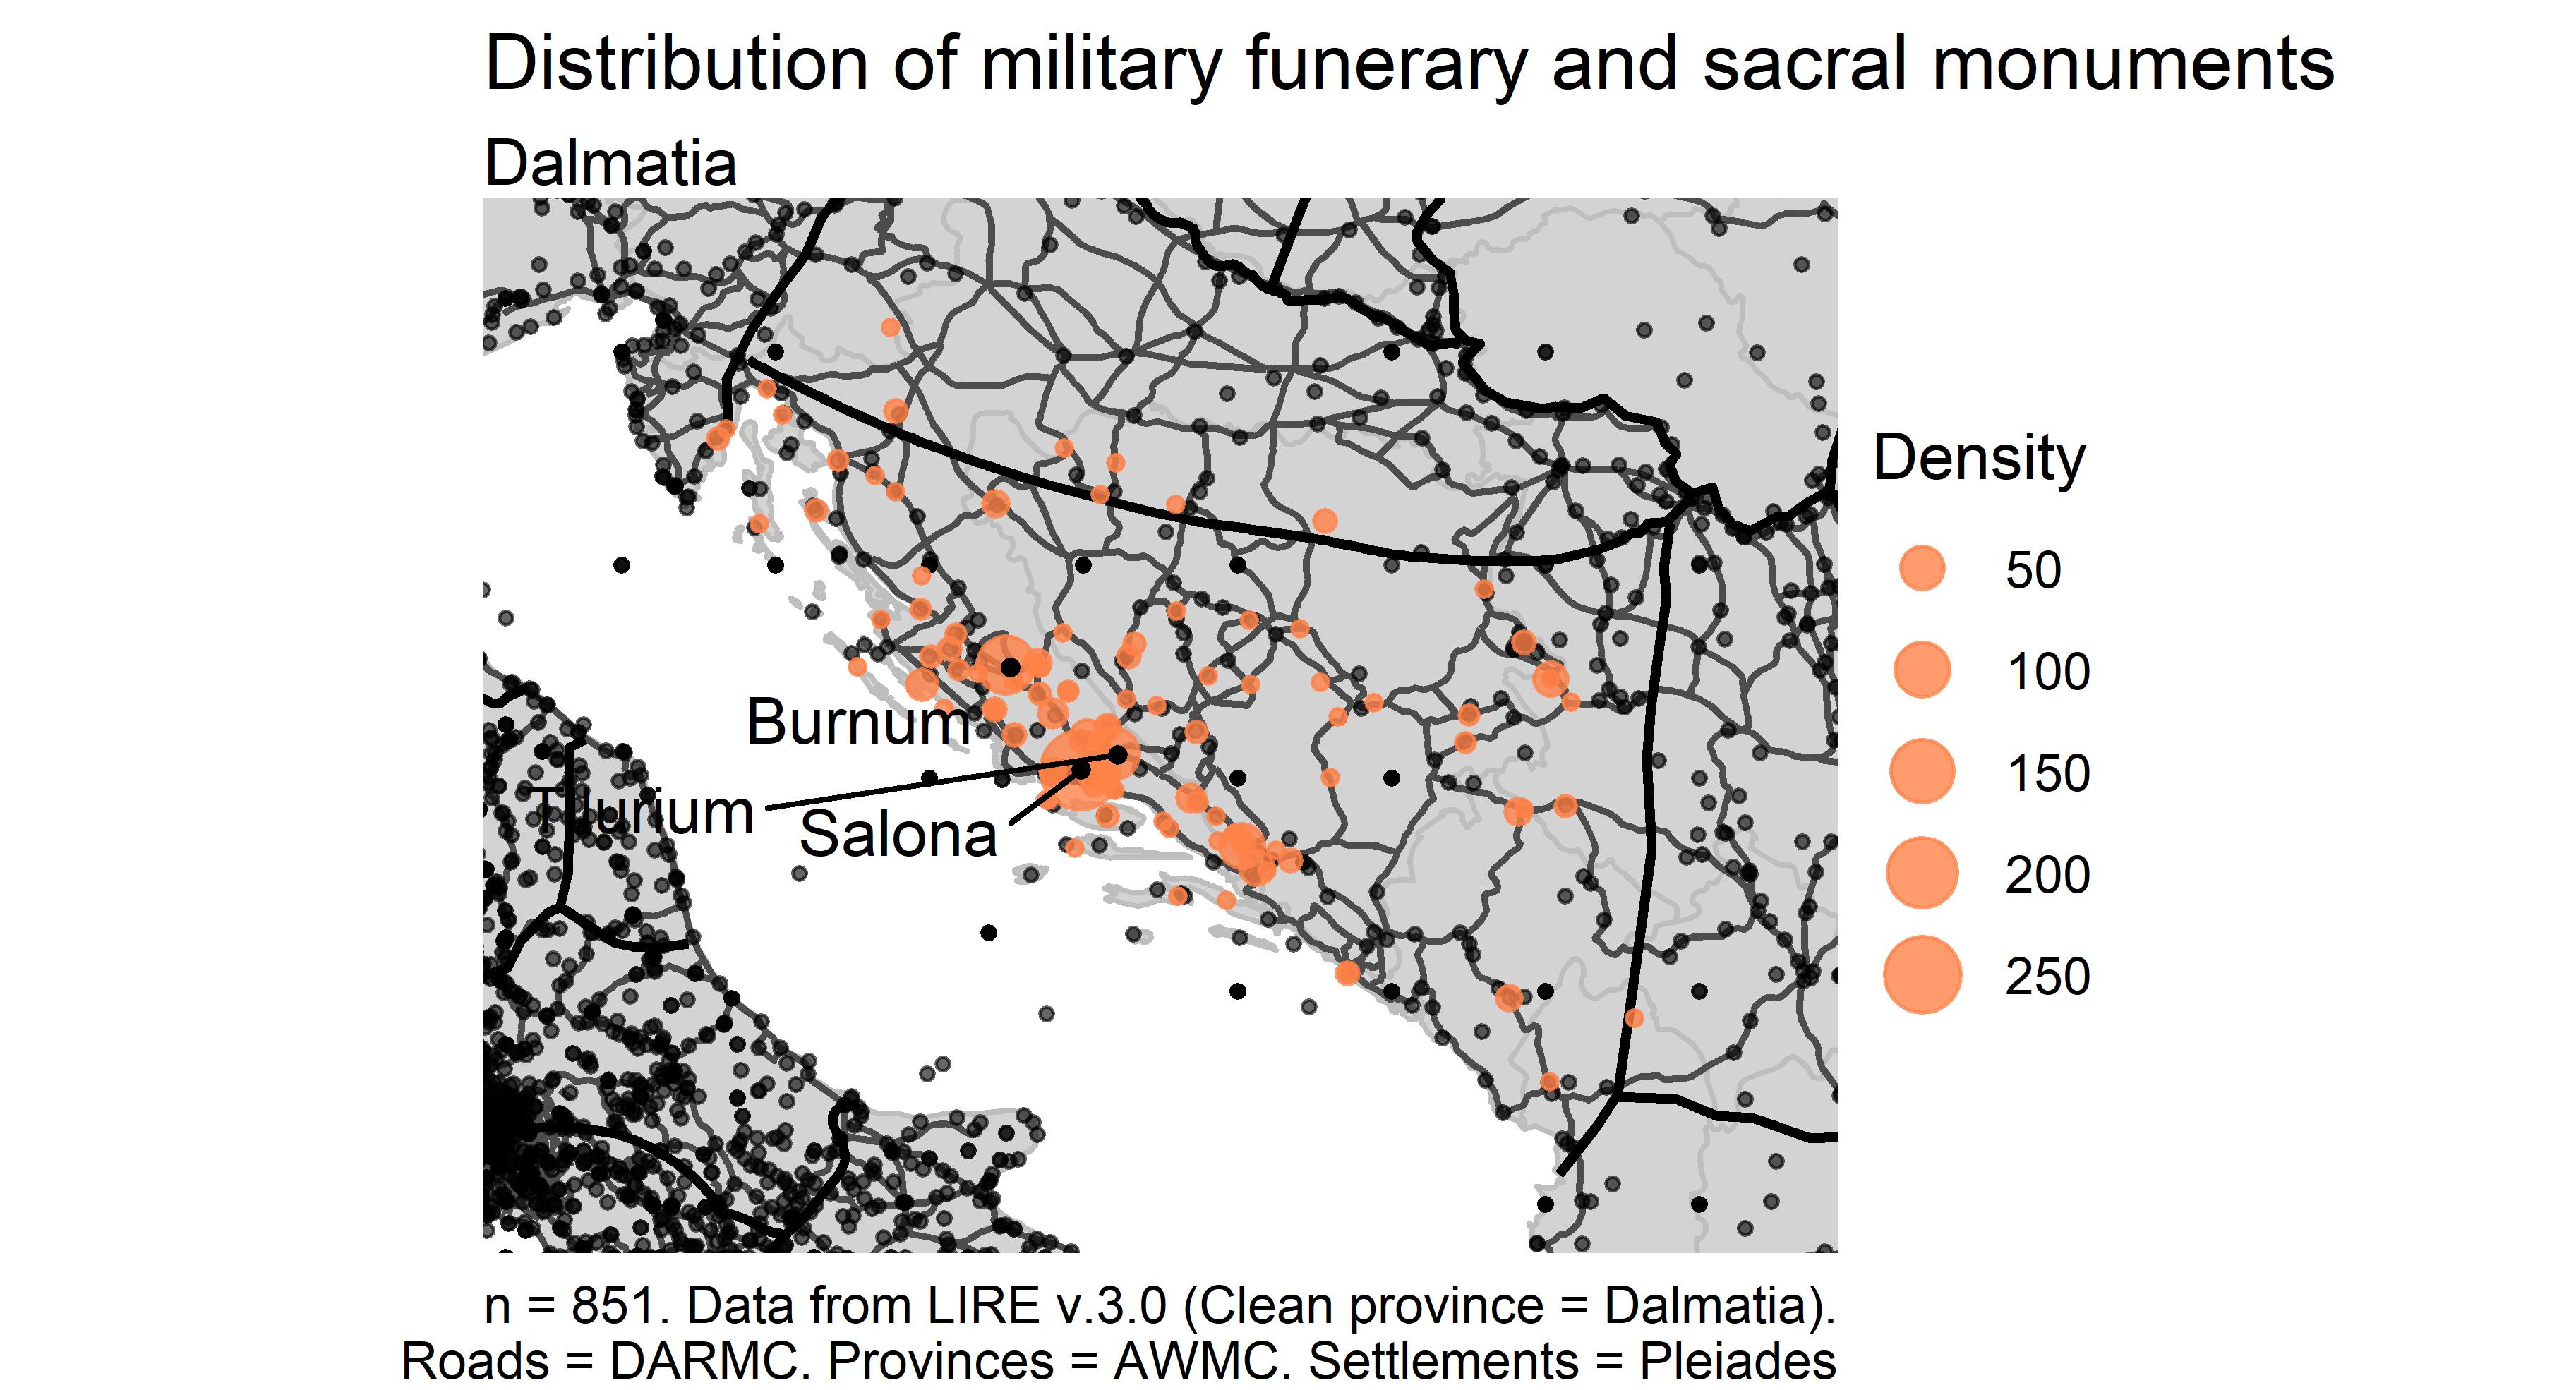 Distribution of military funerary and sacral monuments
Dalmatia
Burnum
Tilurium
Salona
Density
50
100
150
200
250
n = 851. Data from LIRE v.3.0 (Clean province = Dalmatia).
Roads = DARMC. Provinces = AWMC. Settlements = Pleiades